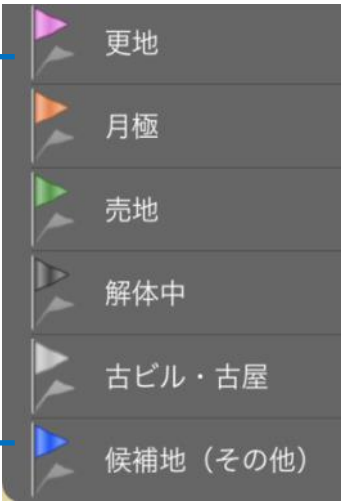 更地
月極
売地
解体中
古ビル・古屋
候補地（その他）